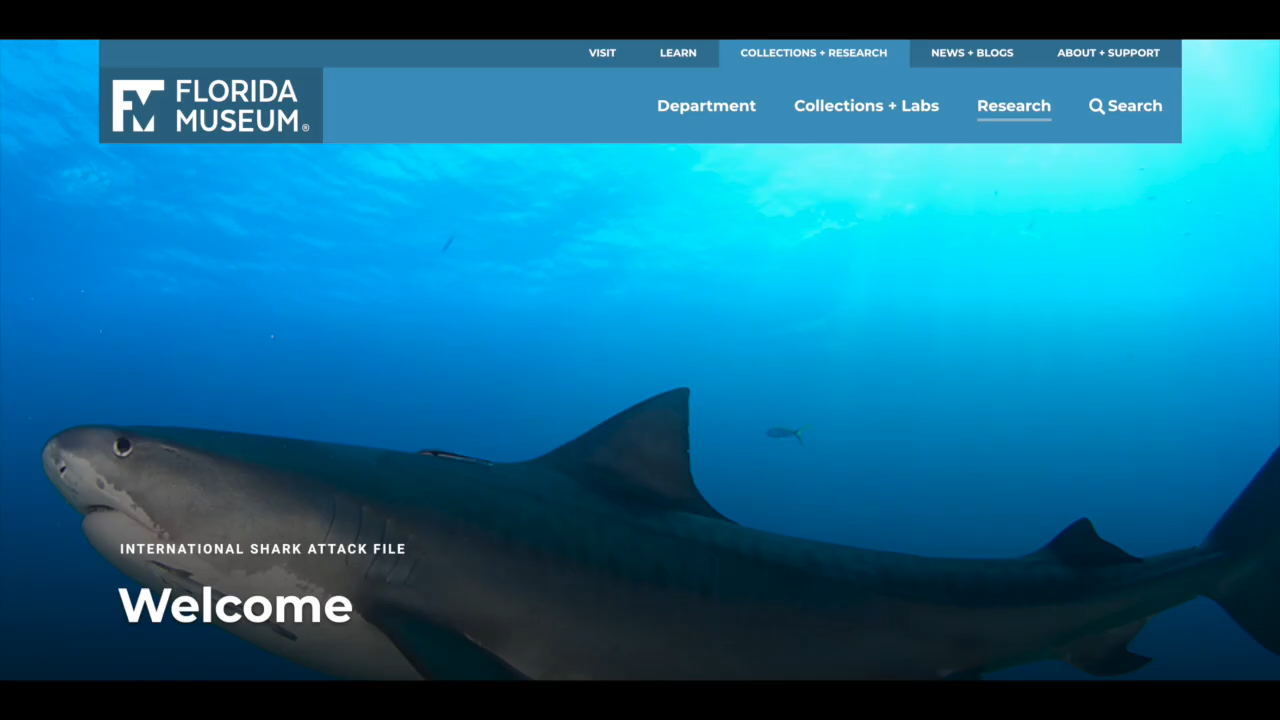 VISIT LEARN COLLECTIONS + RESEARCH NEWS + BLOGS ABOUT + SUPPORT
FLORIDA
MUSEUM®
Department Collections + Labs Research Search
INTERNATIONAL SHARK ATTACK FILE
Welcome